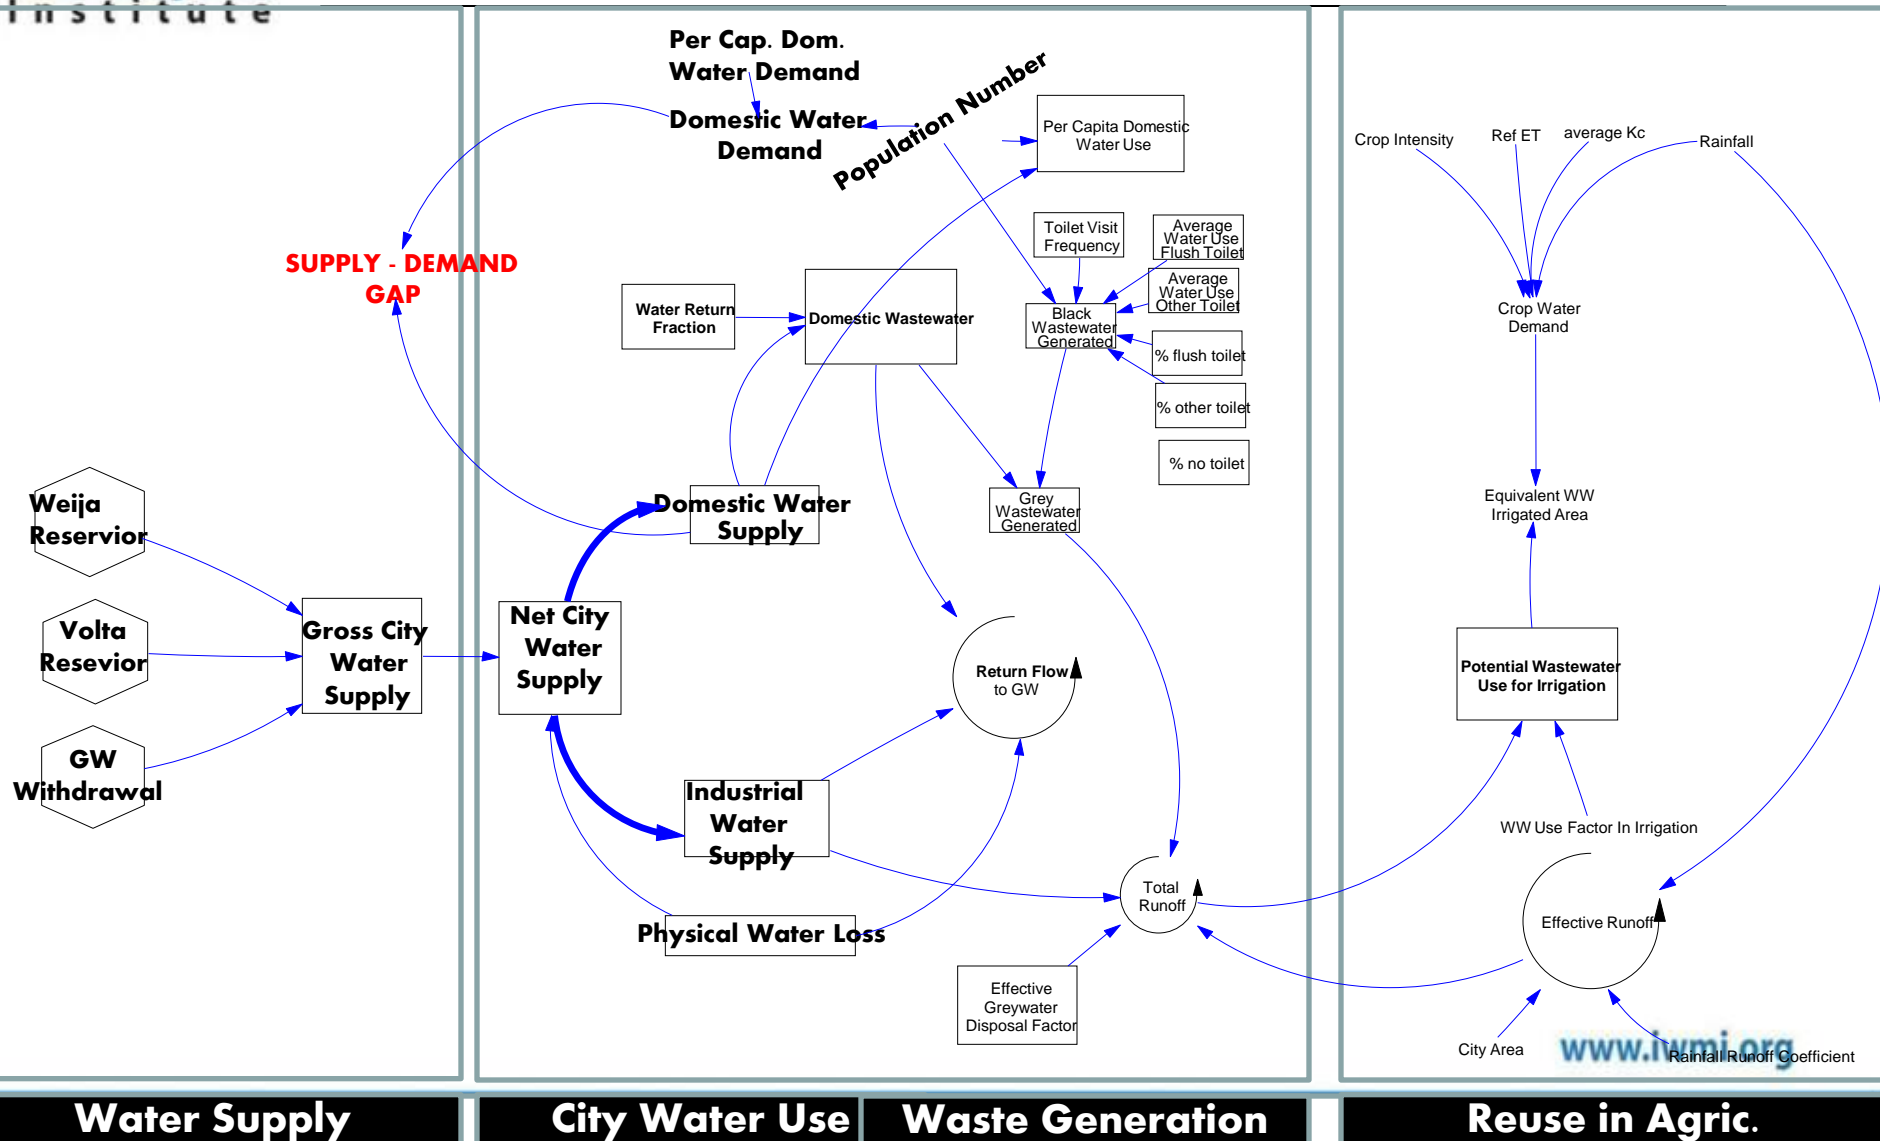 Institute
Per Cap. Dom.
Water Demand
Domestic Water
Demand
Population Number
Per Capita Domestic
Water Use
SUPPLY - DEMAND
GAP
Water Return
Fraction
Domestic Wastewater
Toilet Visit
Frequency
Average
Water Use
Flush Toilet
Average
Water Use
Other Toilet
Black
Wastewater
Generated
% flush toilet
% other toilet
% no toilet
Grey
Wastewater
Generated
Domestic Water
Supply
Weija
Reservior
Volta
Resevior
GW
Withdrawal
Gross City
Water
Supply
Net City
Water
Supply
Return Flow
to GW
Industrial
Water
Supply
Physical Water Loss
Total
Runoff
Effective
Greywater
Disposal Factor
Crop Intensity
Ref ET
average Kc
Rainfall
Crop Water
Demand
Equivalent WW
Irrigated Area
Potential Wastewater
Use for Irrigation
WW Use Factor In Irrigation
Effective Runoff
City Area
www.iwmi.org
Rainfall Runoff Coefficient
Water Supply
City Water Use
Waste Generation
Reuse in Agric.